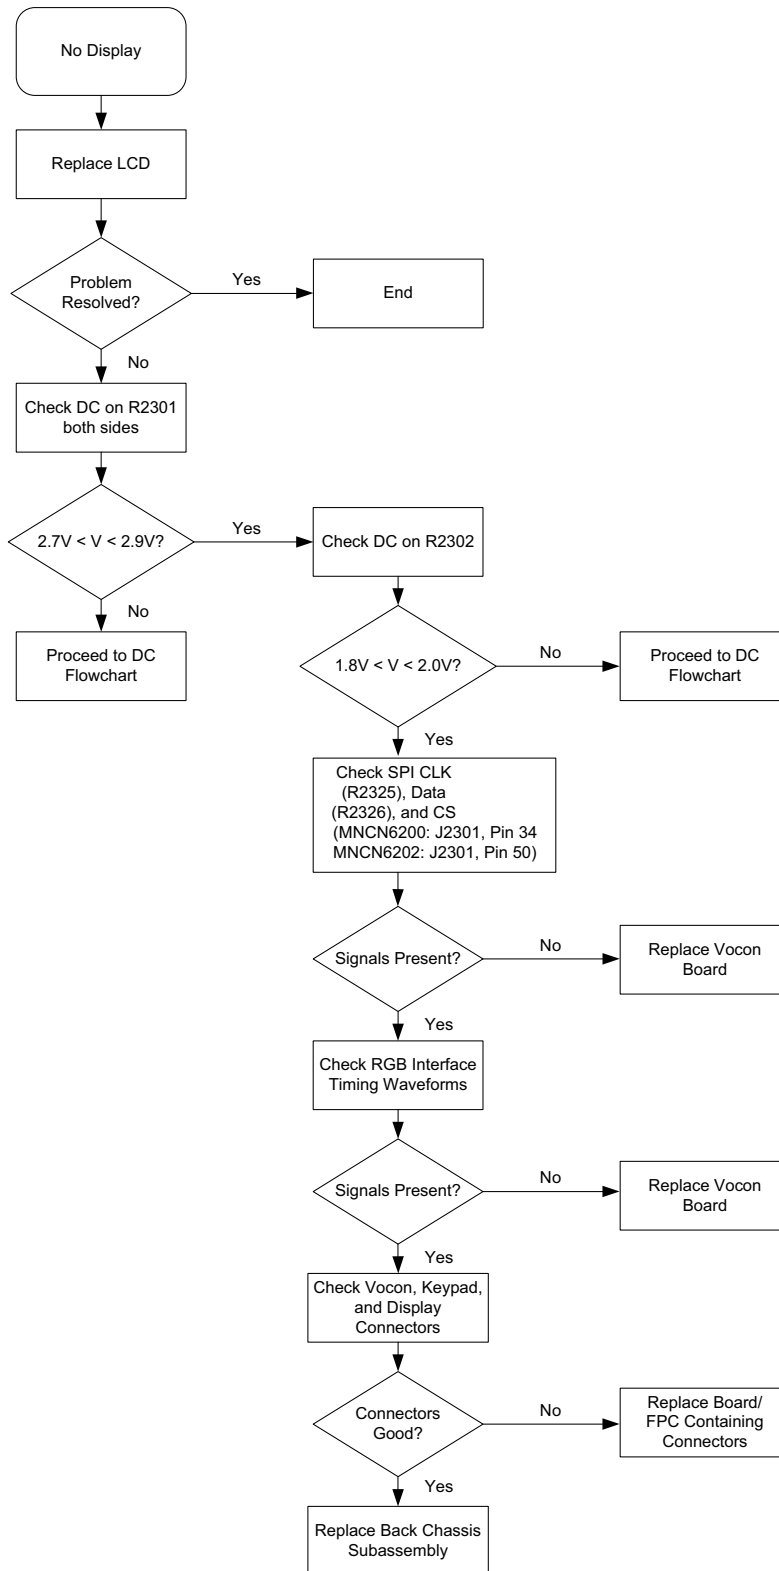 No Display
Replace LCD
Problem
Resolved?
Yes
End
No
Check DC on R2301
both sides
2.7V < V < 2.9V?
Yes
Check DC on R2302
No
Proceed to DC
Flowchart
1.8V < V < 2.0V?
No
Proceed to DC
Flowchart
Yes
Check SPI CLK
(R2325), Data
(R2326), and CS
(MNCN6200: J2301, Pin 34
MNCN6202: J2301, Pin 50)
Signals Present?
No
Replace Vocon
Board
Yes
Check RGB Interface
Timing Waveforms
Signals Present?
No
Replace Vocon
Board
Yes
Check Vocon, Keypad,
and Display
Connectors
Connectors
Good?
No
Replace Board/
FPC Containing
Connectors
Yes
Replace Back Chassis
Subassembly